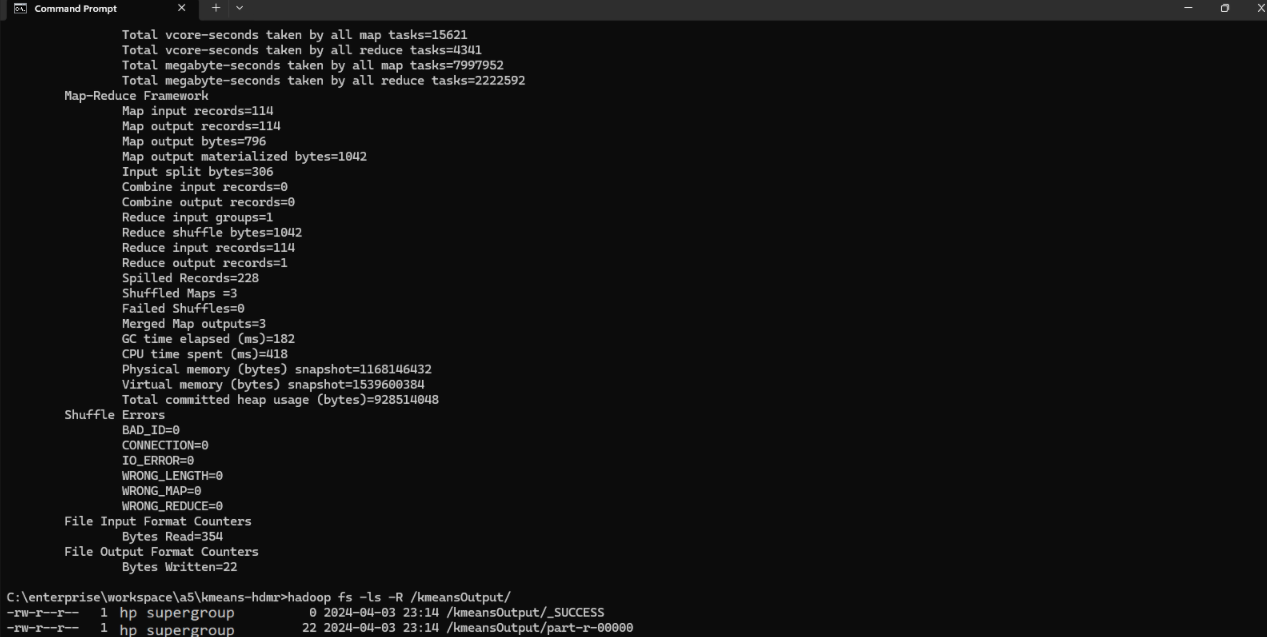 Command Prompt
Total vcore-seconds taken by all map tasks=15621
Total vcore-seconds taken by all reduce tasks=4341
Total megabyte-seconds taken by all map tasks=7997952
Total megabyte-seconds taken by all reduce tasks=2222592
Map-Reduce Framework
Map input records=114
Map output records=114
Map output bytes=796
Map output materialized bytes=1042
Input split bytes=306
Combine input records=0
Combine output records=0
Reduce input groups=1
Reduce shuffle bytes=1042
Reduce input records=114
Reduce output records=1
Spilled Records=228
Shuffled Maps =3
Failed Shuffles=0
Merged Map outputs=3
GC time elapsed (ms)=182
CPU time spent (ms)=418
Physical memory (bytes) snapshot=1168146432
Virtual memory (bytes) snapshot=1539600384
Total committed heap usage (bytes)=928514048
Shuffle Errors
BAD_ID=0
CONNECTION=0
IO_ERROR=0
WRONG_LENGTH=0
WRONG_MAP=0
WRONG_REDUCE=0
File Input Format Counters
Bytes Read=354
File Output Format Counters
Bytes Written=22
C:\enterprise\workspace\a5\kmeans-hdmr>hadoop fs -ls -R /kmeansOutput/
-rw-r--r-- 1 hp supergroup 0 2024-04-03 23:14 /kmeansOutput/_SUCCESS
-rw-r--r-- 1 hp supergroup 22 2024-04-03 23:14 /kmeansOutput/part-r-00000